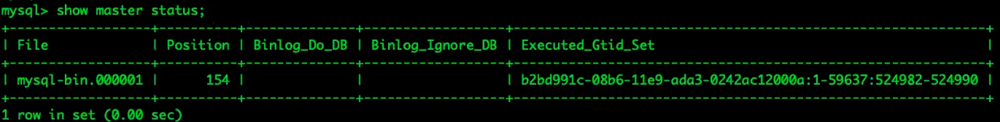 mysql> show master status;
+------------------+----------+--------------+------------------+---------------------------------------------------------------+
| File             | Position | Binlog_Do_DB | Binlog_Ignore_DB | Executed_Gtid_Set                                             |
+------------------+----------+--------------+------------------+---------------------------------------------------------------+
| mysql-bin.000001 |      154 |              |                  | b2bd991c-08b6-11e9-ada3-0242ac12000a:1-59637:524982-524990 |
+------------------+----------+--------------+------------------+---------------------------------------------------------------+
1 row in set (0.00 sec)